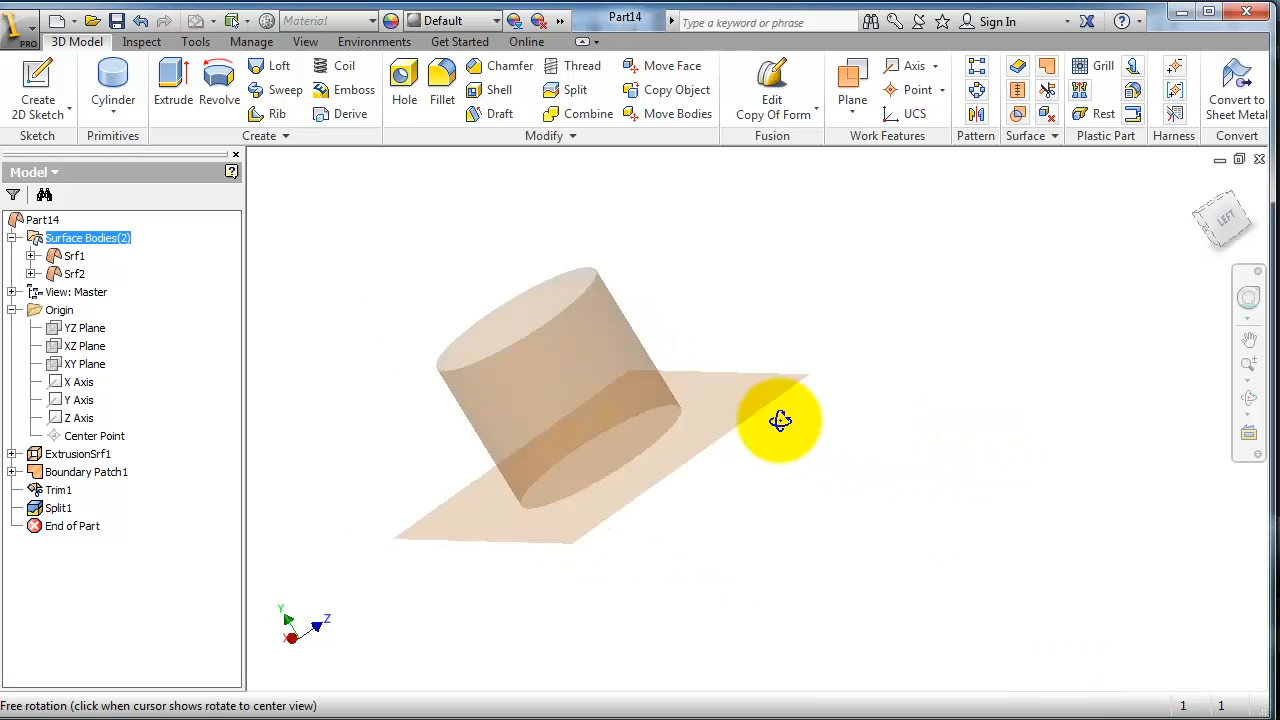 Material Default Part14 Type a keyword or phrase Sign In
PRO 3D Model Inspect Tools Manage View Environments Get Started Online
Create 2D Sketch Cylinder Extrude Revolve Loft Coil Hole Fillet Chamfer Thread Move Face Edit Copy Of Form Plane Axis Grill Convert to Sheet Metal
Sweep Emboss Shell Split Copy Object Point
Rib Derive Draft Combine Move Bodies UCS Rest
Sketch Primitives Create Modify Fusion Work Features Pattern Surface Plastic Part Harness Convert
Model
Part14
Surface Bodies(2)
Srf1
Srf2
View: Master
Origin
YZ Plane
XZ Plane
XY Plane
X Axis
Y Axis
Z Axis
Center Point
ExtrusionSrf1
Boundary Patch1
Trim1
Split1
End of Part
LEFT
Y
Z
X
Free rotation (click when cursor shows rotate to center view) 1 1